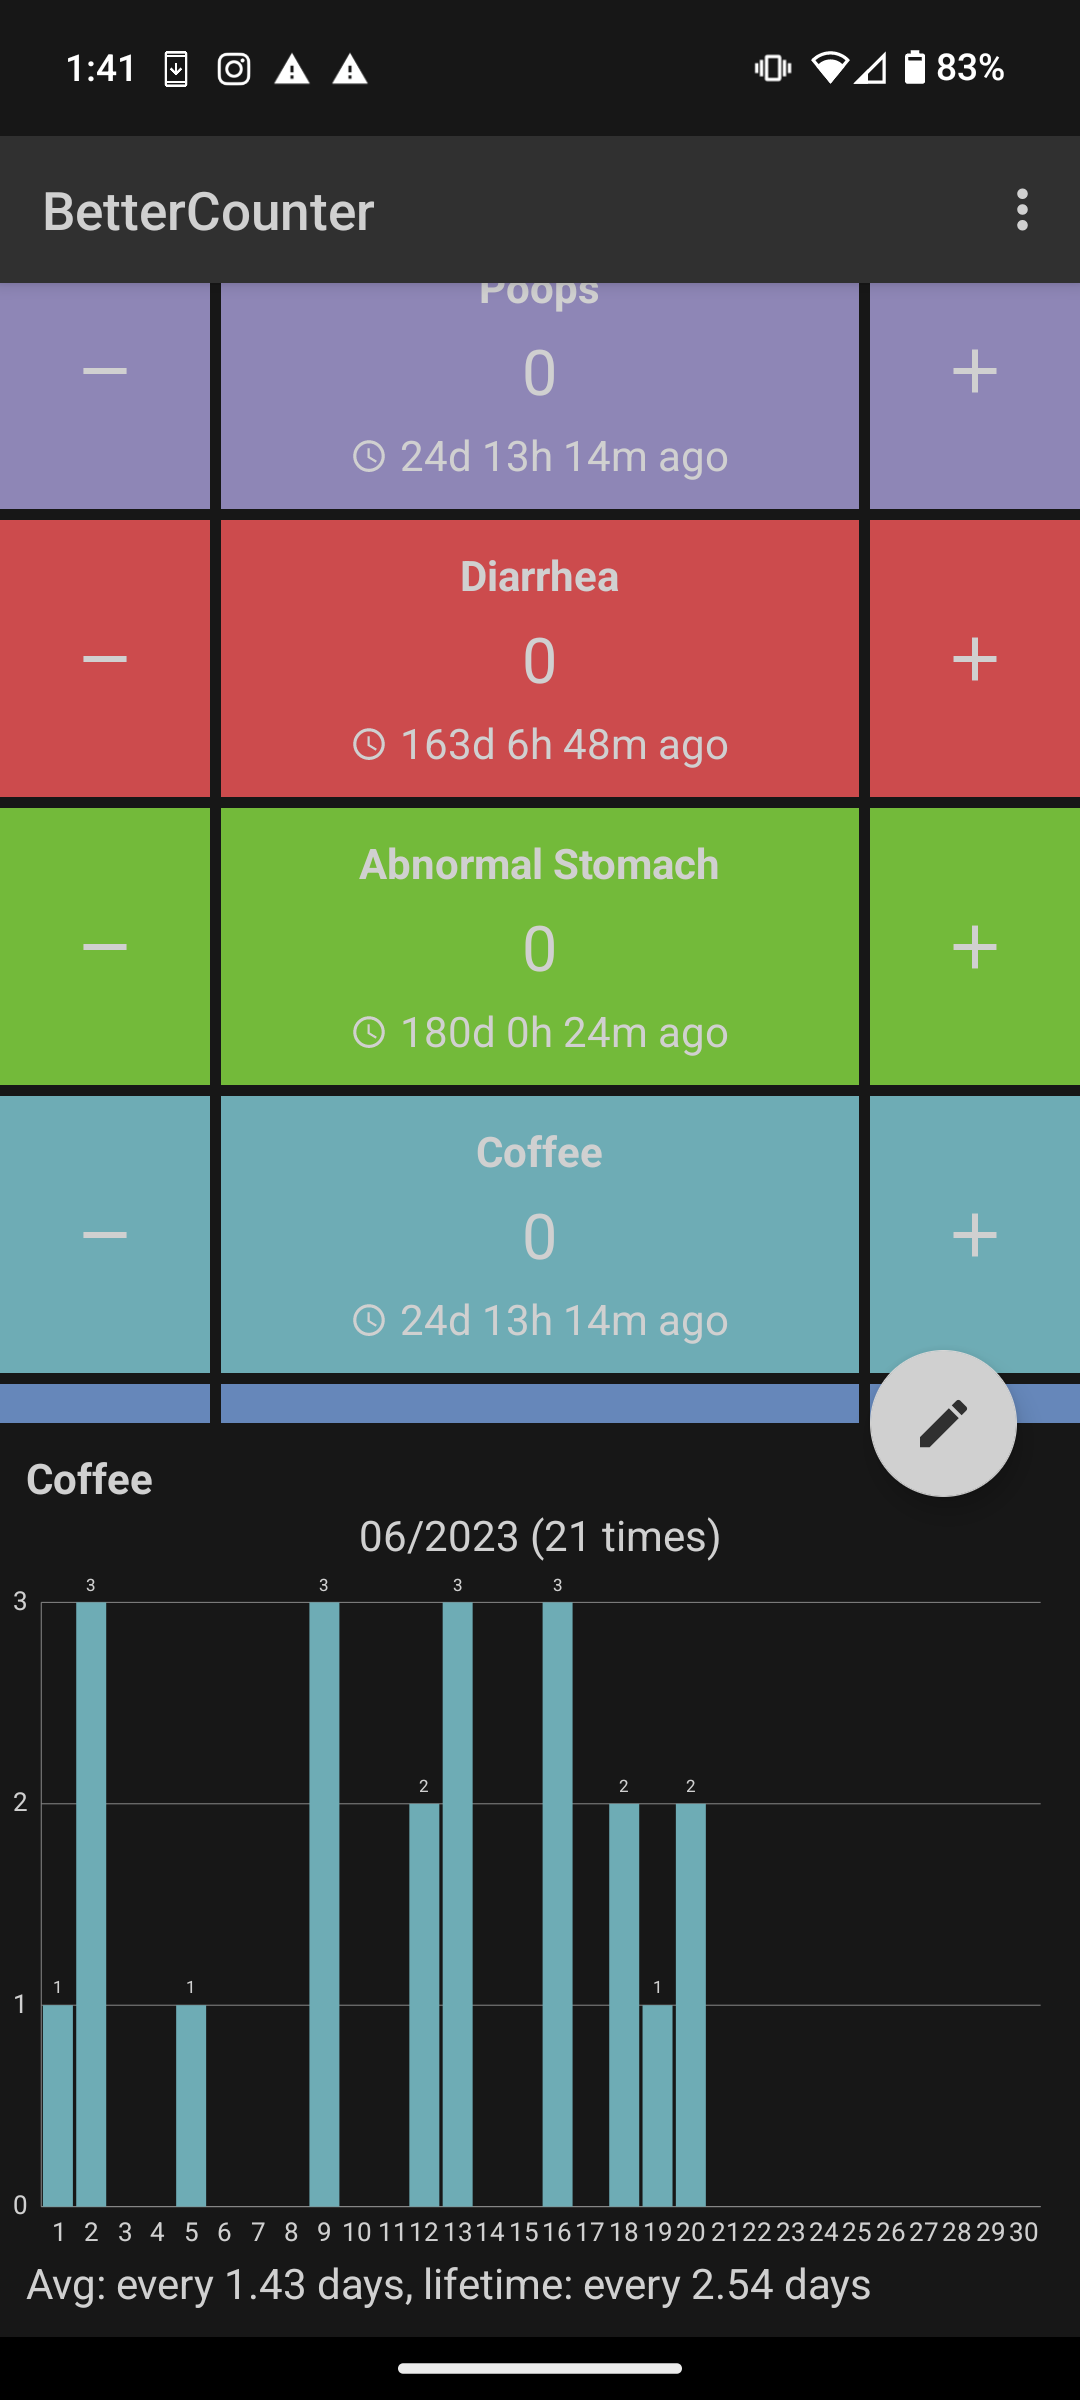 1:41
83%
BetterCounter
Poops
0
24d 13h 14m ago
Diarrhea
0
163d 6h 48m ago
Abnormal Stomach
0
180d 0h 24m ago
Coffee
0
24d 13h 14m ago
Coffee
06/2023 (21 times)
3 3 3 3
3
2 2 2
2
1 1 1
1
0
1 2 3 4 5 6 7 8 9 10 11 12 13 14 15 16 17 18 19 20 21 22 23 24 25 26 27 28 29 30
Avg: every 1.43 days, lifetime: every 2.54 days